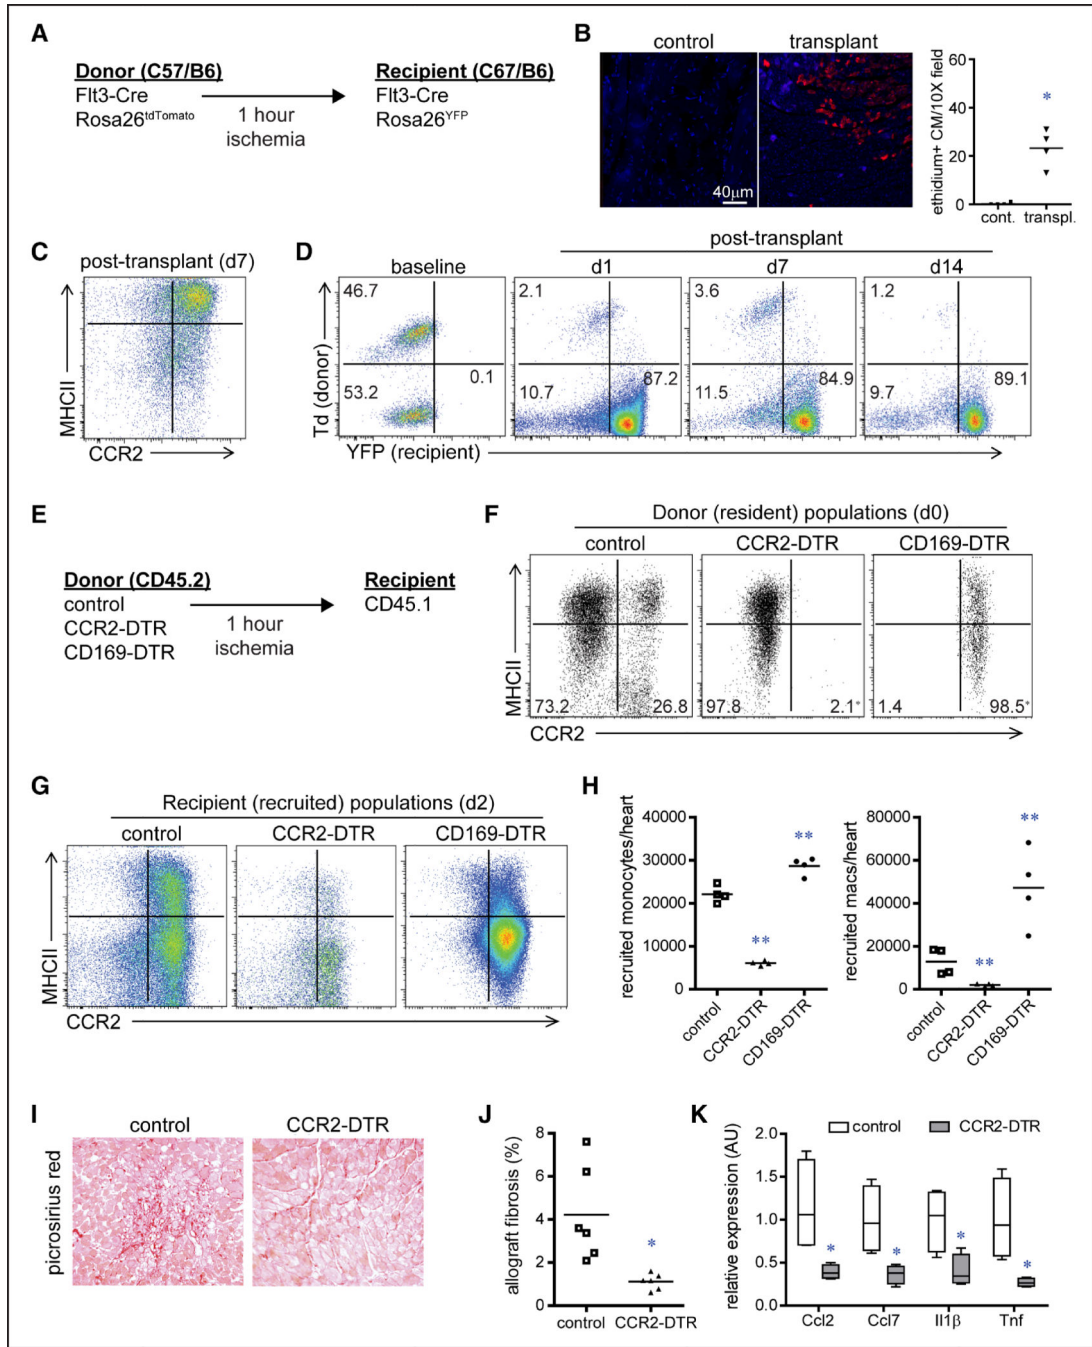 A
Donor (C57/B6)
Flt3-Cre
Rosa26tdTomato
1 hour
ischemia
Recipient (C67/B6)
Flt3-Cre
Rosa26YFP
B
control
transplant
40μm
ethidium+ CM/10X field
60
40
20
0
*
cont.
transpl.
C
post-transplant (d7)
MHCII
CCR2
D
post-transplant
baseline
d1
d7
d14
Td (donor)
46.7
53.2
0.1
2.1
10.7
87.2
3.6
11.5
84.9
1.2
9.7
89.1
YFP (recipient)
E
Donor (CD45.2)
control
CCR2-DTR
CD169-DTR
1 hour
ischemia
Recipient
CD45.1
F
Donor (resident) populations (d0)
control
CCR2-DTR
CD169-DTR
MHCII
73.2
26.8
97.8
2.1*
1.4
98.5*
CCR2
G
Recipient (recruited) populations (d2)
control
CCR2-DTR
CD169-DTR
MHCII
CCR2
H
recruited monocytes/heart
40000
30000
20000
10000
0
**
**
control
CCR2-DTR
CD169-DTR
recruited macs/heart
80000
60000
40000
20000
0
**
**
control
CCR2-DTR
CD169-DTR
I
control
CCR2-DTR
picrosirius red
J
allograft fibrosis (%)
8
6
4
2
0
*
control
CCR2-DTR
K
control
CCR2-DTR
relative expression (AU)
2.0
1.5
1.0
0.5
0.0
*
*
*
*
Ccl2
Ccl7
Il1β
Tnf